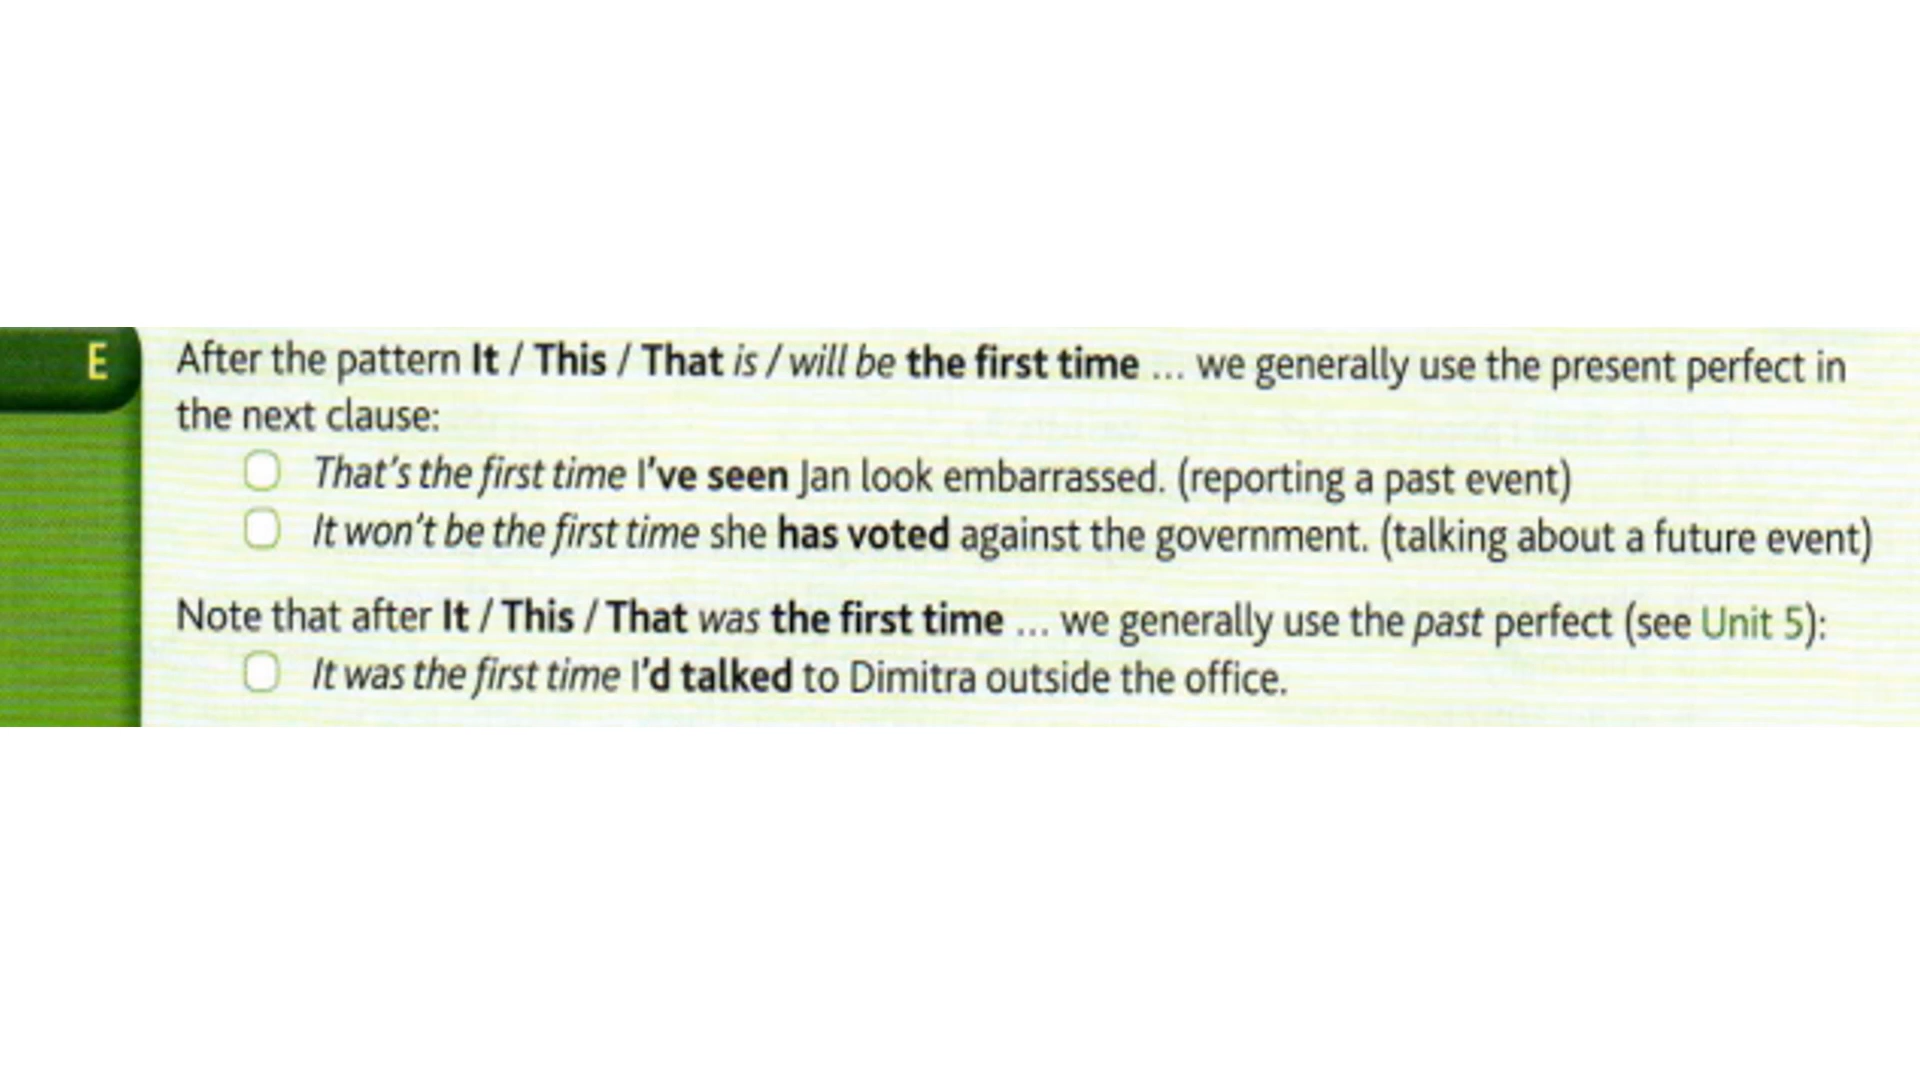 E
After the pattern It / This / That is / will be the first time … we generally use the present perfect in
the next clause:
That's the first time I've seen Jan look embarrassed. (reporting a past event)
It won't be the first time she has voted against the government. (talking about a future event)
Note that after It / This / That was the first time … we generally use the past perfect (see Unit 5):
It was the first time I'd talked to Dimitra outside the office.